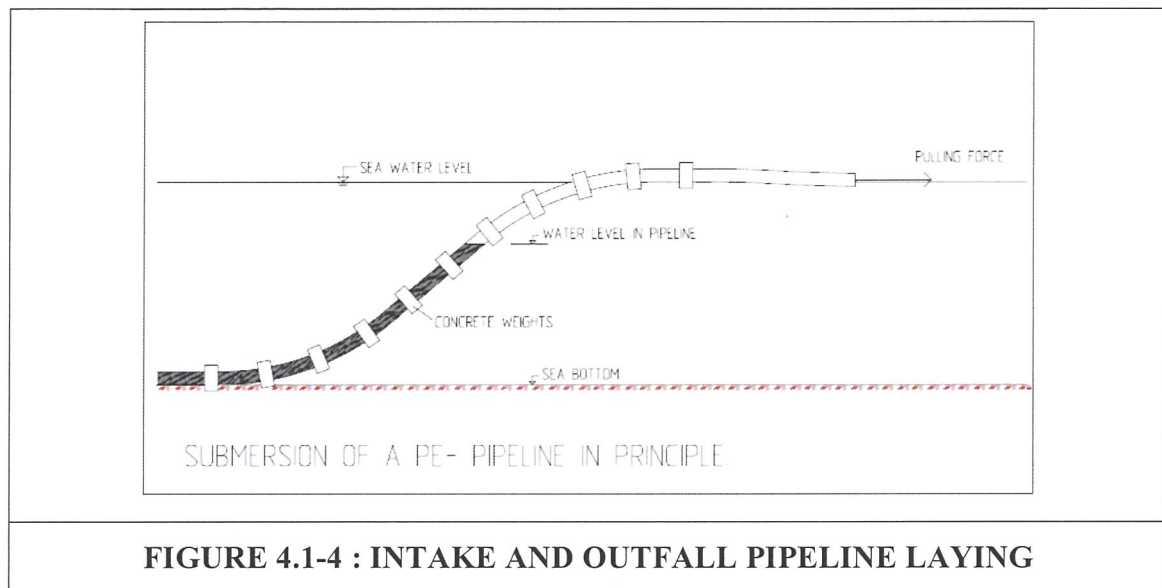 SEA WATER LEVEL
PULLING FORCE
WATER LEVEL IN PIPELINE
CONCRETE WEIGHTS
SEA BOTTOM
SUBMERSION OF A PE- PIPELINE IN PRINCIPLE.
FIGURE 4.1-4 : INTAKE AND OUTFALL PIPELINE LAYING